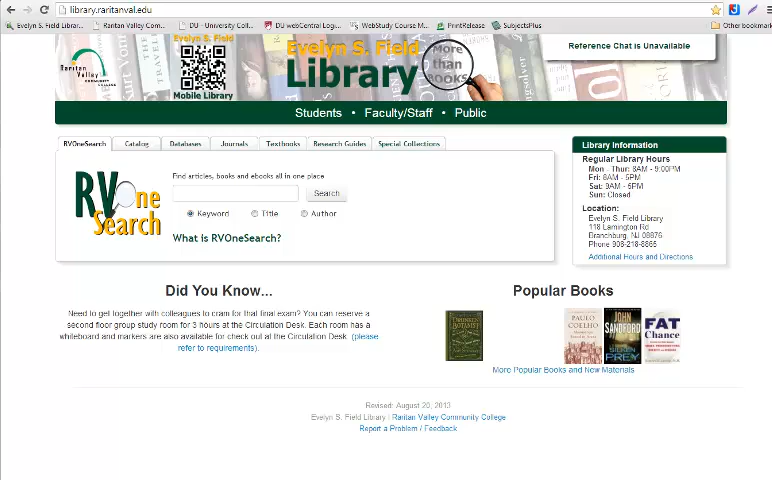 library.raritanval.edu
Evelyn S. Field Librar...
Raritan Valley Com...
DU -- University Coll...
DU webCentral Logi...
WebStudy Course M...
PrintRelease
SubjectsPlus
Other bookmarks
Raritan Valley
COMMUNITY COLLEGE
Evelyn S. Field
Mobile Library
Evelyn S. Field
Library
More
than
BOOKS
Reference Chat is Unavailable
Students • Faculty/Staff • Public
RVOneSearch
Catalog
Databases
Journals
Textbooks
Research Guides
Special Collections
RVOne
Search
Find articles, books and ebooks all in one place
Search
Keyword
Title
Author
What is RVOneSearch?
Library Information
Regular Library Hours
Mon - Thur: 8AM - 9:00PM
Fri: 8AM - 5PM
Sat: 9AM - 5PM
Sun: Closed
Location:
Evelyn S. Field Library
118 Lamington Rd
Branchburg, NJ 08876
Phone 908-218-8865
Additional Hours and Directions
Did You Know...
Need to get together with colleagues to cram for that final exam? You can reserve a
second floor group study room for 3 hours at the Circulation Desk. Each room has a
whiteboard and markers are also available for check out at the Circulation Desk. (please
refer to requirements).
Popular Books
DRUNKEN
BOTANIST
PAULO
COELHO
JOHN
SANDFORD
SILKEN
PREY
FAT
Chance
More Popular Books and New Materials
Revised: August 20, 2013
Evelyn S. Field Library | Raritan Valley Community College
Report a Problem / Feedback